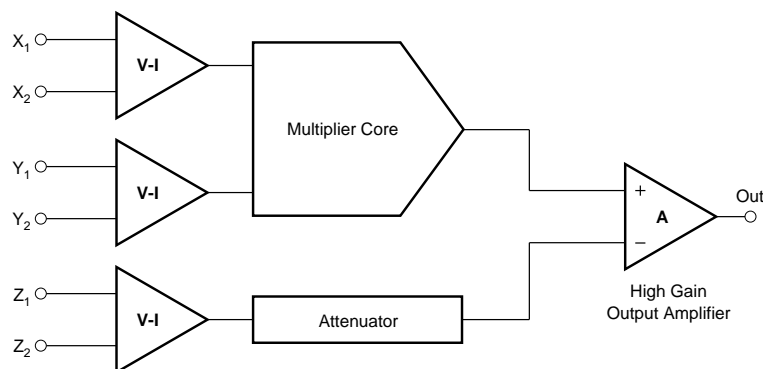 X1
V-I
X2
Multiplier Core
Y1
V-I
Y2
Out
+
A
−
Z1
V-I
Attenuator
Z2
High Gain
Output Amplifier